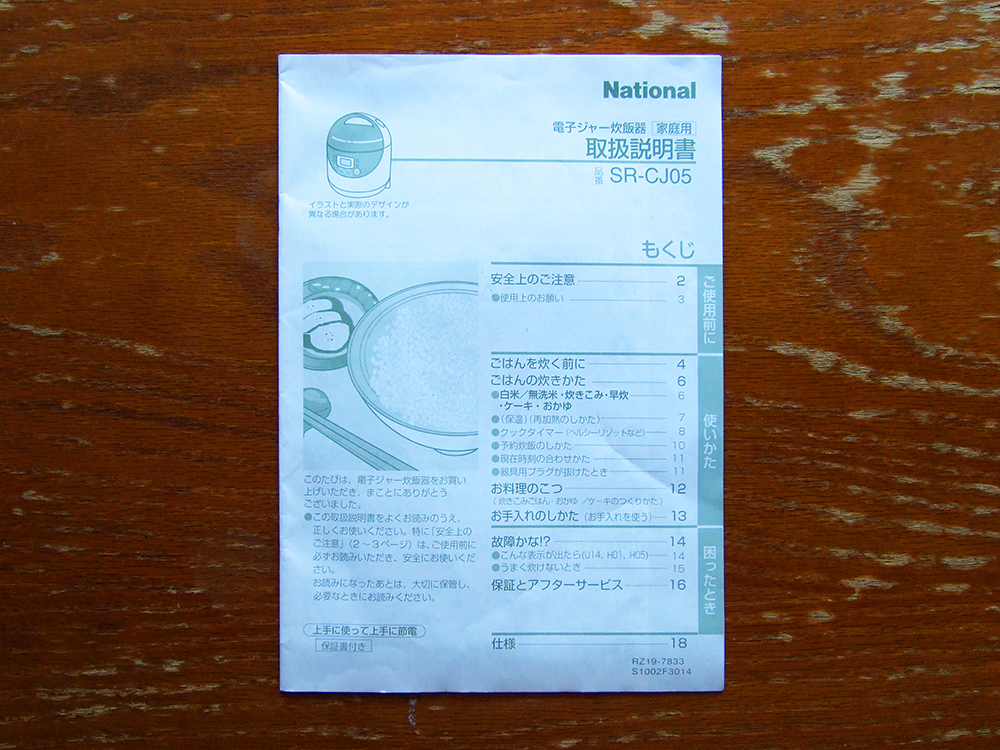 National
電子ジャー炊飯器 家庭用
取扱説明書
品番 SR-CJ05
イラストと実際のデザインが
異なる場合があります。
もくじ
安全上のご注意 2
●使用上のお願い 3
ご使用前に
ごはんを炊く前に 4
ごはんの炊きかた 6
●白米/無洗米・炊きこみ・早炊 6
・ケーキ・おかゆ
●(保温)(再加熱のしかた) 7
●クックタイマー(ヘルシーリゾットなど) 8
●予約炊飯のしかた 10
●現在時刻の合わせかた 11
●器具用プラグが抜けたとき 11
お料理のこつ 12
(炊きこみごはん・おかゆ/ケーキのつくりかた)
お手入れのしかた(お手入れを使う) 13
使いかた
故障かな!? 14
●こんな表示が出たら(U14、H01、H05) 14
●うまく炊けないとき 15
保証とアフターサービス 16
困ったとき
仕様 18
このたびは、電子ジャー炊飯器をお買い
上げいただき、まことにありがとう
ございました。
●この取扱説明書をよくお読みのうえ、
正しくお使いください。特に「安全上の
ご注意」(2〜3ページ)は、ご使用前に
必ずお読みいただき、安全にお使いくだ
さい。
お読みになったあとは、大切に保管し、
必要なときにお読みください。
上手に使って上手に節電
保証書付き
RZ19-7833
S1002F3014